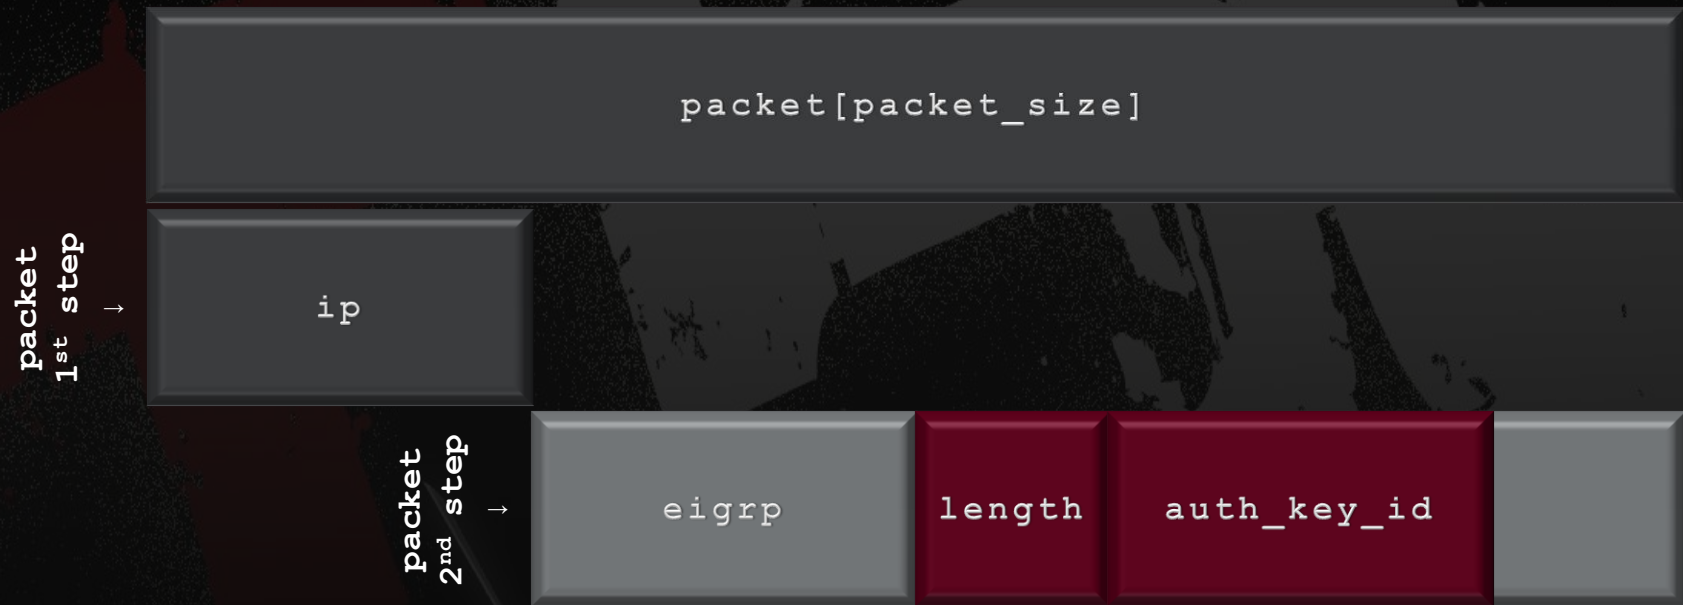 packet[packet_size]
packet
1st step
→
ip
packet
2nd step
→
eigrp
length
auth_key_id